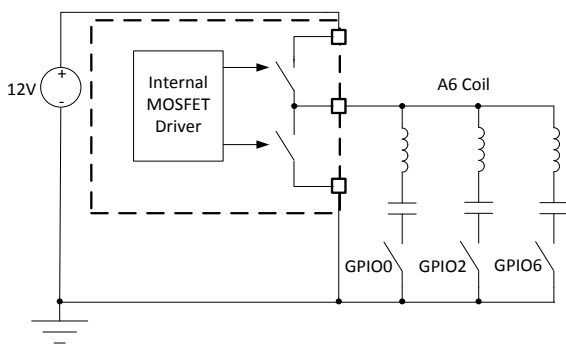 12V
+
-
Internal
MOSFET
Driver
A6 Coil
GPIO0
GPIO2
GPIO6